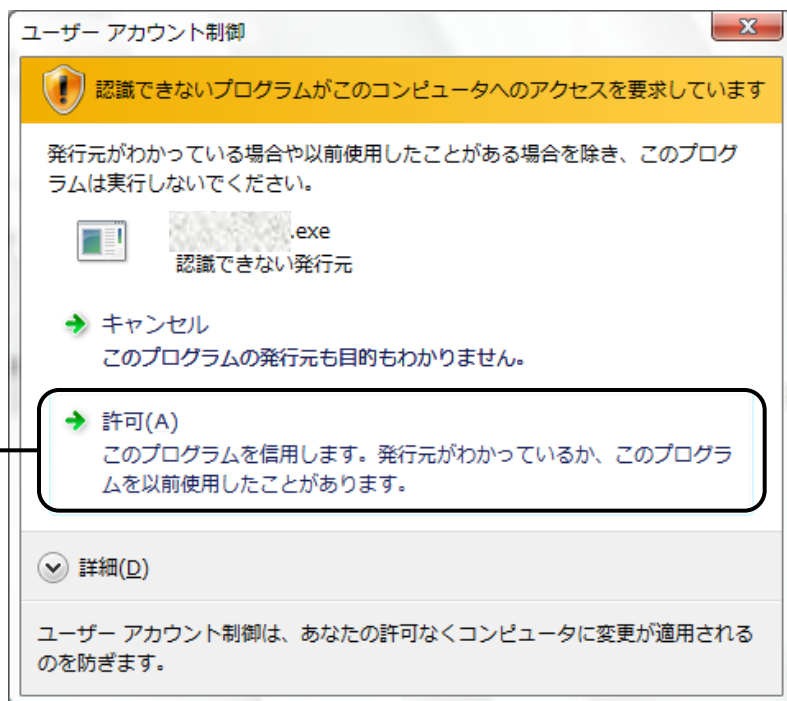 ユーザー アカウント制御
認識できないプログラムがこのコンピュータへのアクセスを要求しています
発行元がわかっている場合や以前使用したことがある場合を除き、このプログ
ラムは実行しないでください。
.exe
認識できない発行元
キャンセル
このプログラムの発行元も目的もわかりません。
許可(A)
このプログラムを信用します。発行元がわかっているか、このプログラ
ムを以前使用したことがあります。
詳細(D)
ユーザー アカウント制御は、あなたの許可なくコンピュータに変更が適用される
のを防ぎます。